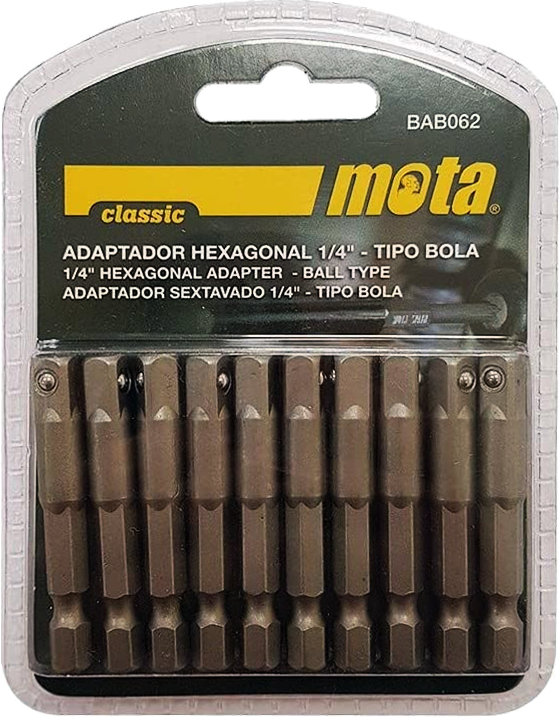 BAB062
mota®
classic
ADAPTADOR HEXAGONAL 1/4" - TIPO BOLA
1/4" HEXAGONAL ADAPTER - BALL TYPE
ADAPTADOR SEXTAVADO 1/4" - TIPO BOLA